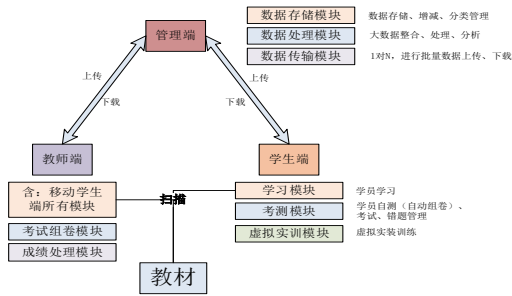 管理端
数据存储模块 数据存储、增减、分类管理
数据处理模块 大数据整合、处理、分析
数据传输模块 1对N，进行批量数据上传、下载
上传
下载
上传
下载
教师端
学生端
含：移动学生
端所有模块
考试组卷模块
成绩处理模块
扫描
教材
学习模块 学员学习
考测模块 学员自测（自动组卷）、
考试、错题管理
虚拟实训模块 虚拟实装训练